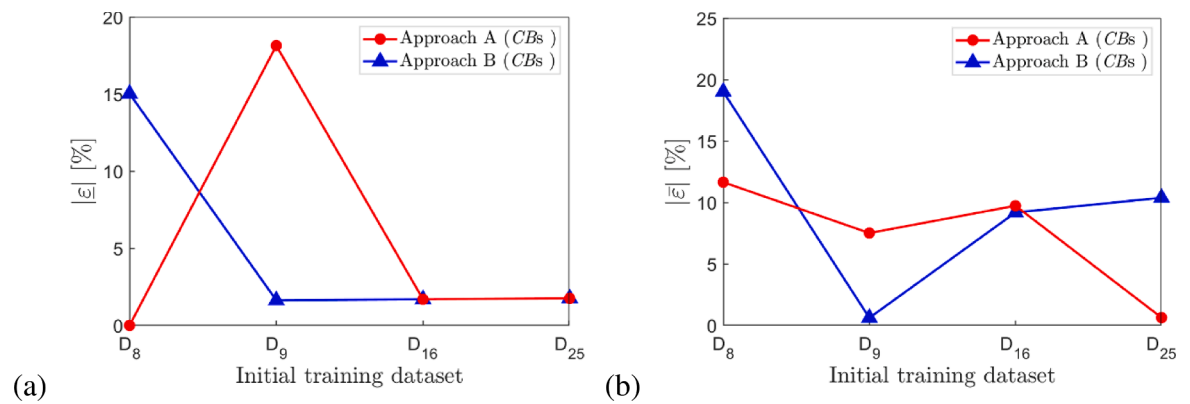 20
15
10
5
0
|ε| [%]
Approach A (CBs )
Approach B (CBs )
D8
D9
D16
D25
Initial training dataset
(a)
25
20
15
10
5
0
|ε̄| [%]
Approach A (CBs )
Approach B (CBs )
D8
D9
D16
D25
Initial training dataset
(b)